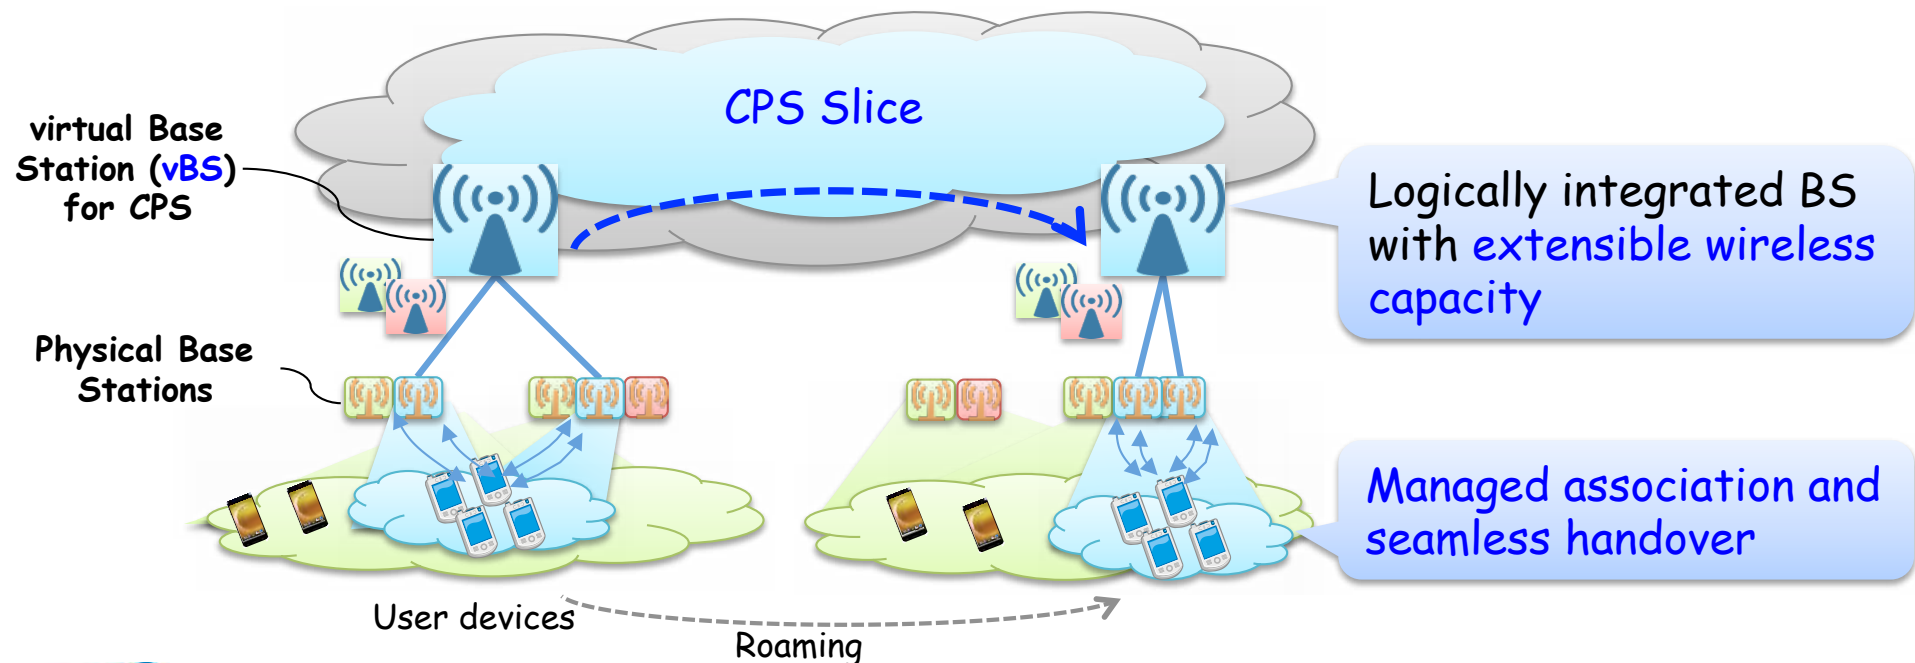 CPS Slice
virtual Base
Station (vBS)
for CPS
Logically integrated BS
with extensible wireless
capacity
Physical Base
Stations
Managed association and
seamless handover
User devices
Roaming